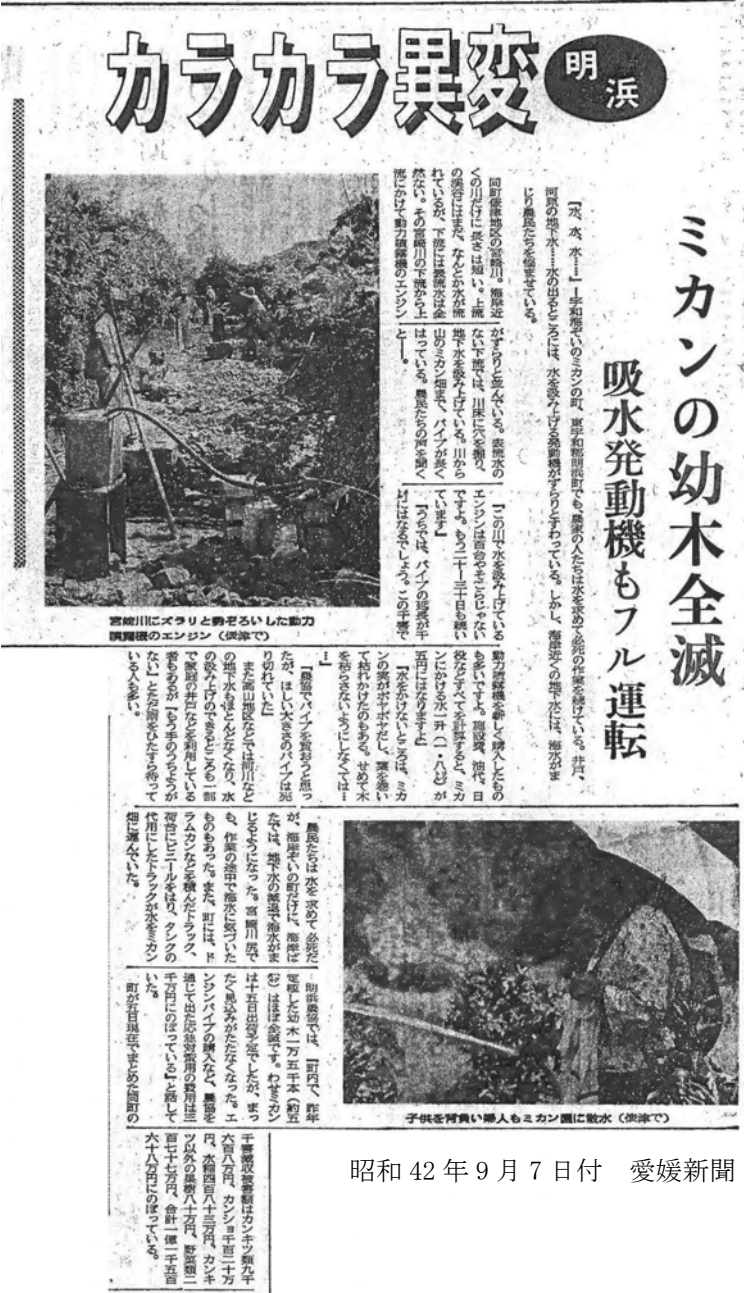 カラカラ異変
明浜
ミカンの幼木全滅
吸水発動機もフル運転
『水、水、水……』―宇和海ぞいのミカンの町、東宇和郡明浜町でも、農家の人たちは水を求めて必死の作業を続けている。井戸、
河原の地下水……水の出るところには、水を汲み上げる発動機がずらりとすわっている。しかし、海岸近くの地下水には、海水がま
じり農民たちを悩ませている。
同町俵津地区の宮崎川。海岸近
くの川だけに長さは短い。上流
の渓谷にはまだ、なんとか水が流
れているが、下流には表流水は全
然ない。その宮崎川の下流から上
流にかけて動力噴霧機のエンジン
がずらりと並んでいる。表流水の
ない下流では、川床に穴を掘り、
地下水を汲み上げている。川から
山のミカン畑まで、パイプが長く
はっている。農民たちの声を聞く
と――。
『この川で水を汲み上げている
エンジンは百台やそこらじゃない
ですよ。もう二十―三十日も続い
ています』
『うちでは、パイプの延長が千
けにはなるでしょう。この干害で
動力噴霧機を新しく購入したもの
も多いですよ。施設費、油代、日
役などすべてを計算すると、ミカ
ンにかける水一升（一・八㍑）が
五円にはなりますよ』
『水をかけないところは、ミカ
ンの実がボヤボヤだし、葉を巻い
て枯れかけたのもある。せめて木
を枯らさないようにしなくては…
…』
『農協でパイプを買おうと思っ
たが、ほしい大きさのパイプは売
り切れていた』
また高山地区などでは河川など
の地下水もほとんどなくなり、水
の汲み上げのできるところも一部
で家庭の井戸などを利用している
者もあるが『もう手のうちようが
ない』とただ雨をひたすら待って
いる人も多い。
農民たちは水を求めて必死だ
が、海岸ぞいの町だけに、海岸ば
たでは、地下水の減退で海水がま
じるようになった。宮崎川尻で
も、作業の途中で海水に気づいた
ものもあった。また、町には、ド
ラムカンなどを積んだトラック、
荷台にビニールをはり、タンクの
代用にしたトラックが水をミカン
畑に運んでいた。
明浜農協では、『町内で、昨年
定植した幼木一万五千本（約五
㌶）はほぼ全滅です。わせミカン
は十五日出荷予定でしたが、まっ
たく見込みがたたなくなった。エ
ンジンパイプの購入など、農協を
通じて出た応急対策用の費用は三
千万円にのぼっている』と話して
いた。
町が五日現在でまとめた同町の
干害減収被害額はカンキツ類九千
六百八万円、カンショ千百二十万
円、水稲四百八十三万円、カンキ
ツ以外の果樹八十万円、野菜類二
百七十七万円、合計一億一千五百
六十八万円にのぼっている。
宮崎川にズラリと勢ぞろいした動力
噴霧機のエンジン（俵津で）
子供を背負い婦人もミカン園に散水（俵津で）
昭和 42 年 9 月 7 日付　愛媛新聞